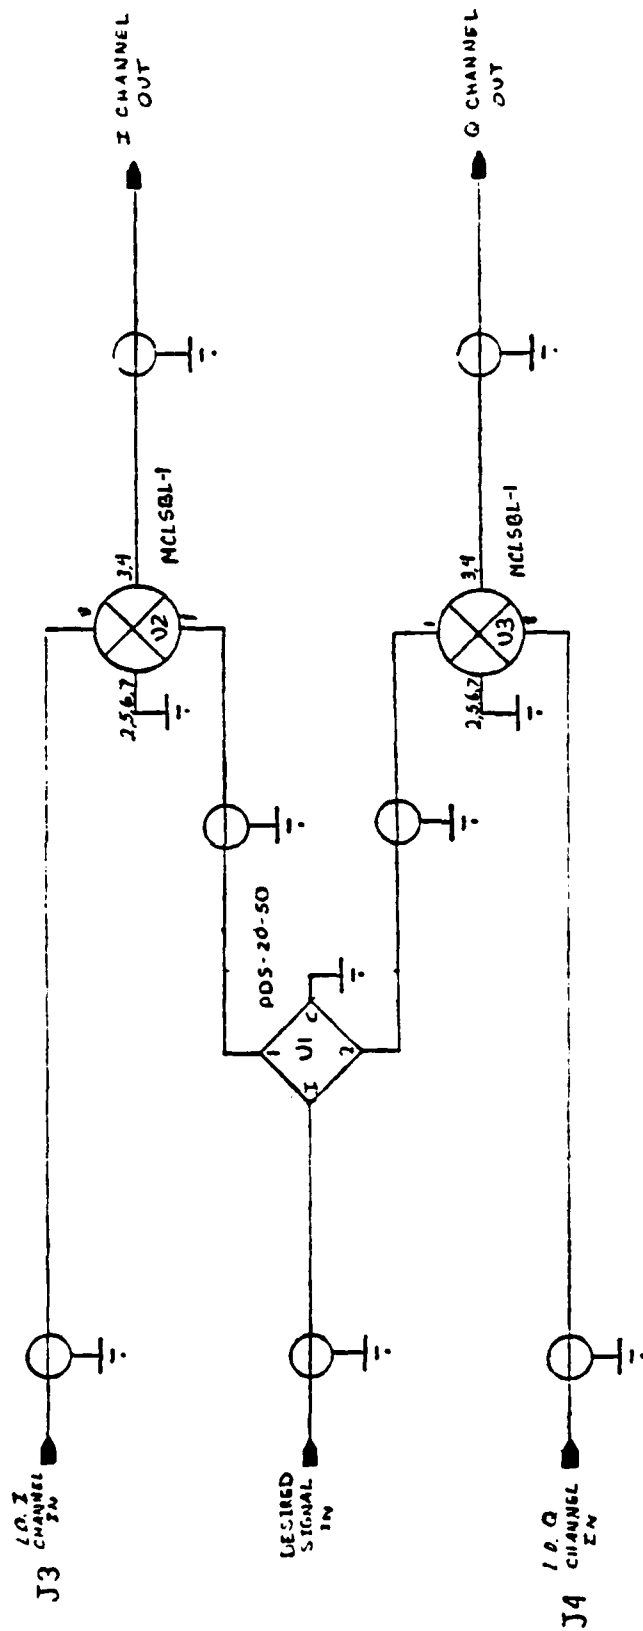 J3
L.O. I
CHANNEL
IN
8
U2
3,4
MCLSBL-1
2,5,6,7
1
I CHANNEL
OUT
DESIRED
SIGNAL
IN
I
1
U1
C
2
PDS-20-50
1
U3
3,4
MCLSBL-1
2,5,6,7
8
Q CHANNEL
OUT
J4
L.O. Q
CHANNEL
IN